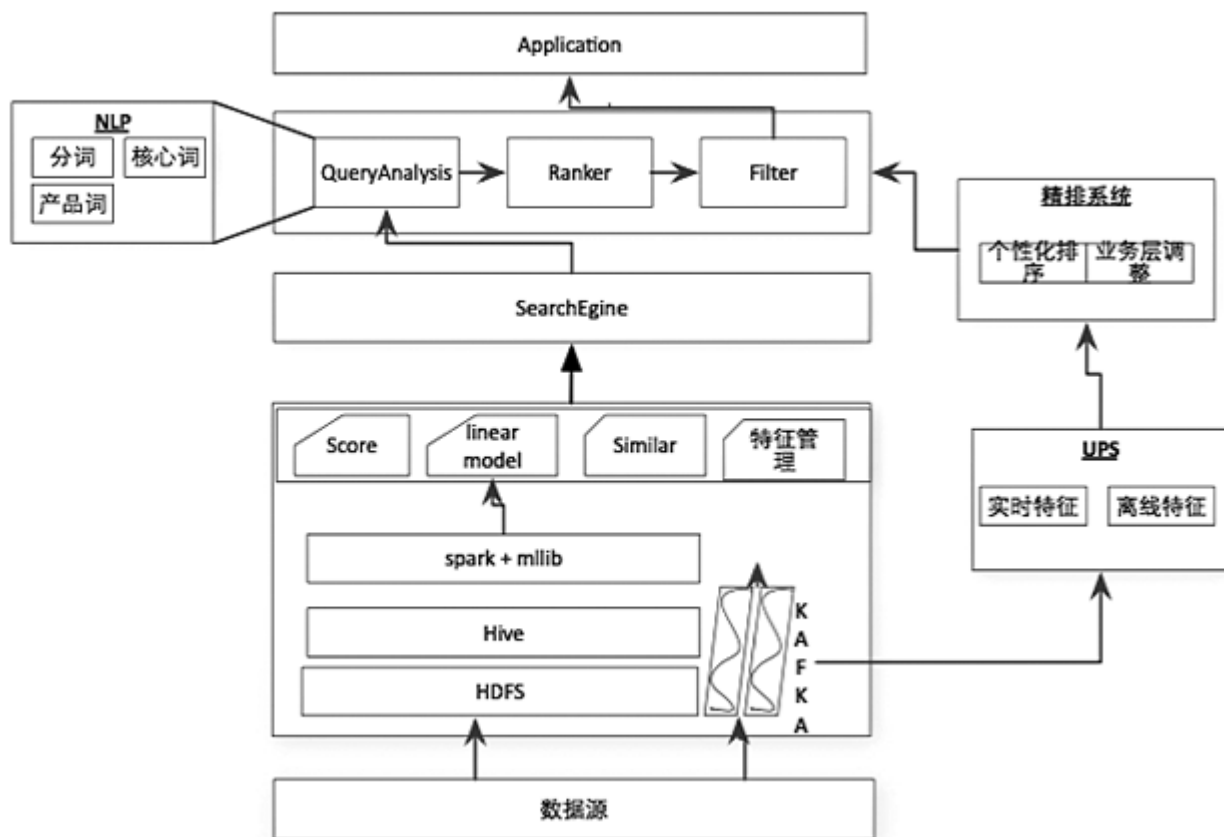 Application
NLP
分词
核心词
产品词
QueryAnalysis
Ranker
Filter
精排系统
个性化排
序
业务层调
整
SearchEgine
Score
linear
model
Similar
特征管
理
UPS
实时特征
离线特征
spark + mllib
Hive
HDFS
K
A
F
K
A
数据源